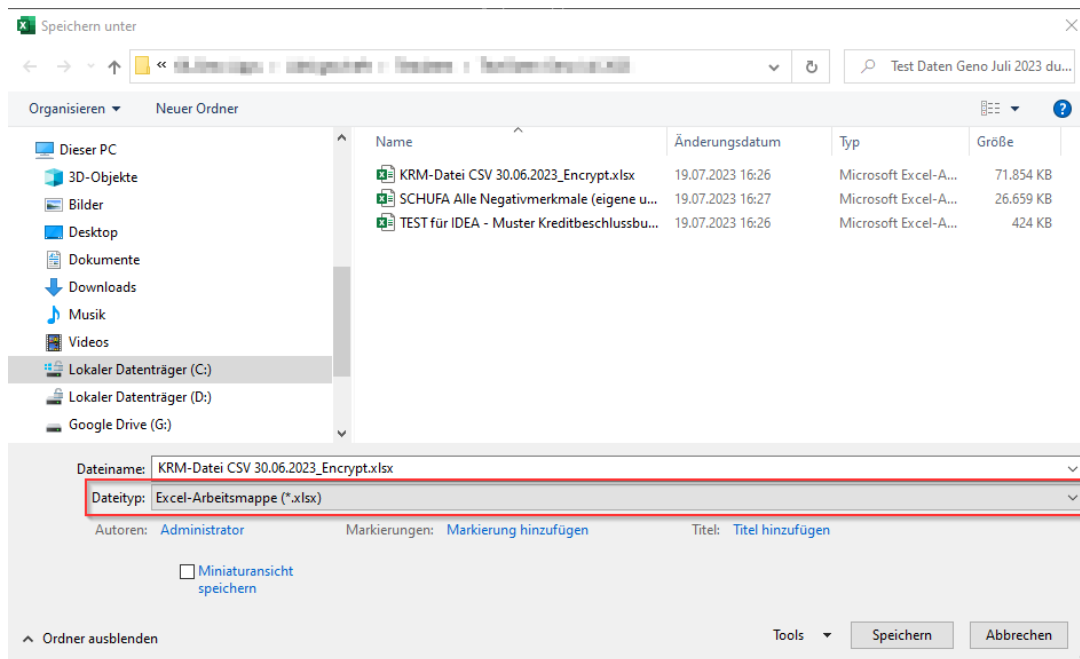 Speichern unter
«
Test Daten Geno Juli 2023 du...
Organisieren
Neuer Ordner
Dieser PC
3D-Objekte
Bilder
Desktop
Dokumente
Downloads
Musik
Videos
Lokaler Datenträger (C:)
Lokaler Datenträger (D:)
Google Drive (G:)
Name Änderungsdatum Typ Größe
KRM-Datei CSV 30.06.2023_Encrypt.xlsx 19.07.2023 16:26 Microsoft Excel-A... 71.854 KB
SCHUFA Alle Negativmerkmale (eigene u... 19.07.2023 16:27 Microsoft Excel-A... 26.659 KB
TEST für IDEA - Muster Kreditbeschlussbu... 19.07.2023 16:26 Microsoft Excel-A... 424 KB
Dateiname: KRM-Datei CSV 30.06.2023_Encrypt.xlsx
Dateityp: Excel-Arbeitsmappe (*.xlsx)
Autoren: Administrator Markierungen: Markierung hinzufügen Titel: Titel hinzufügen
Miniaturansicht
speichern
Ordner ausblenden
Tools Speichern Abbrechen